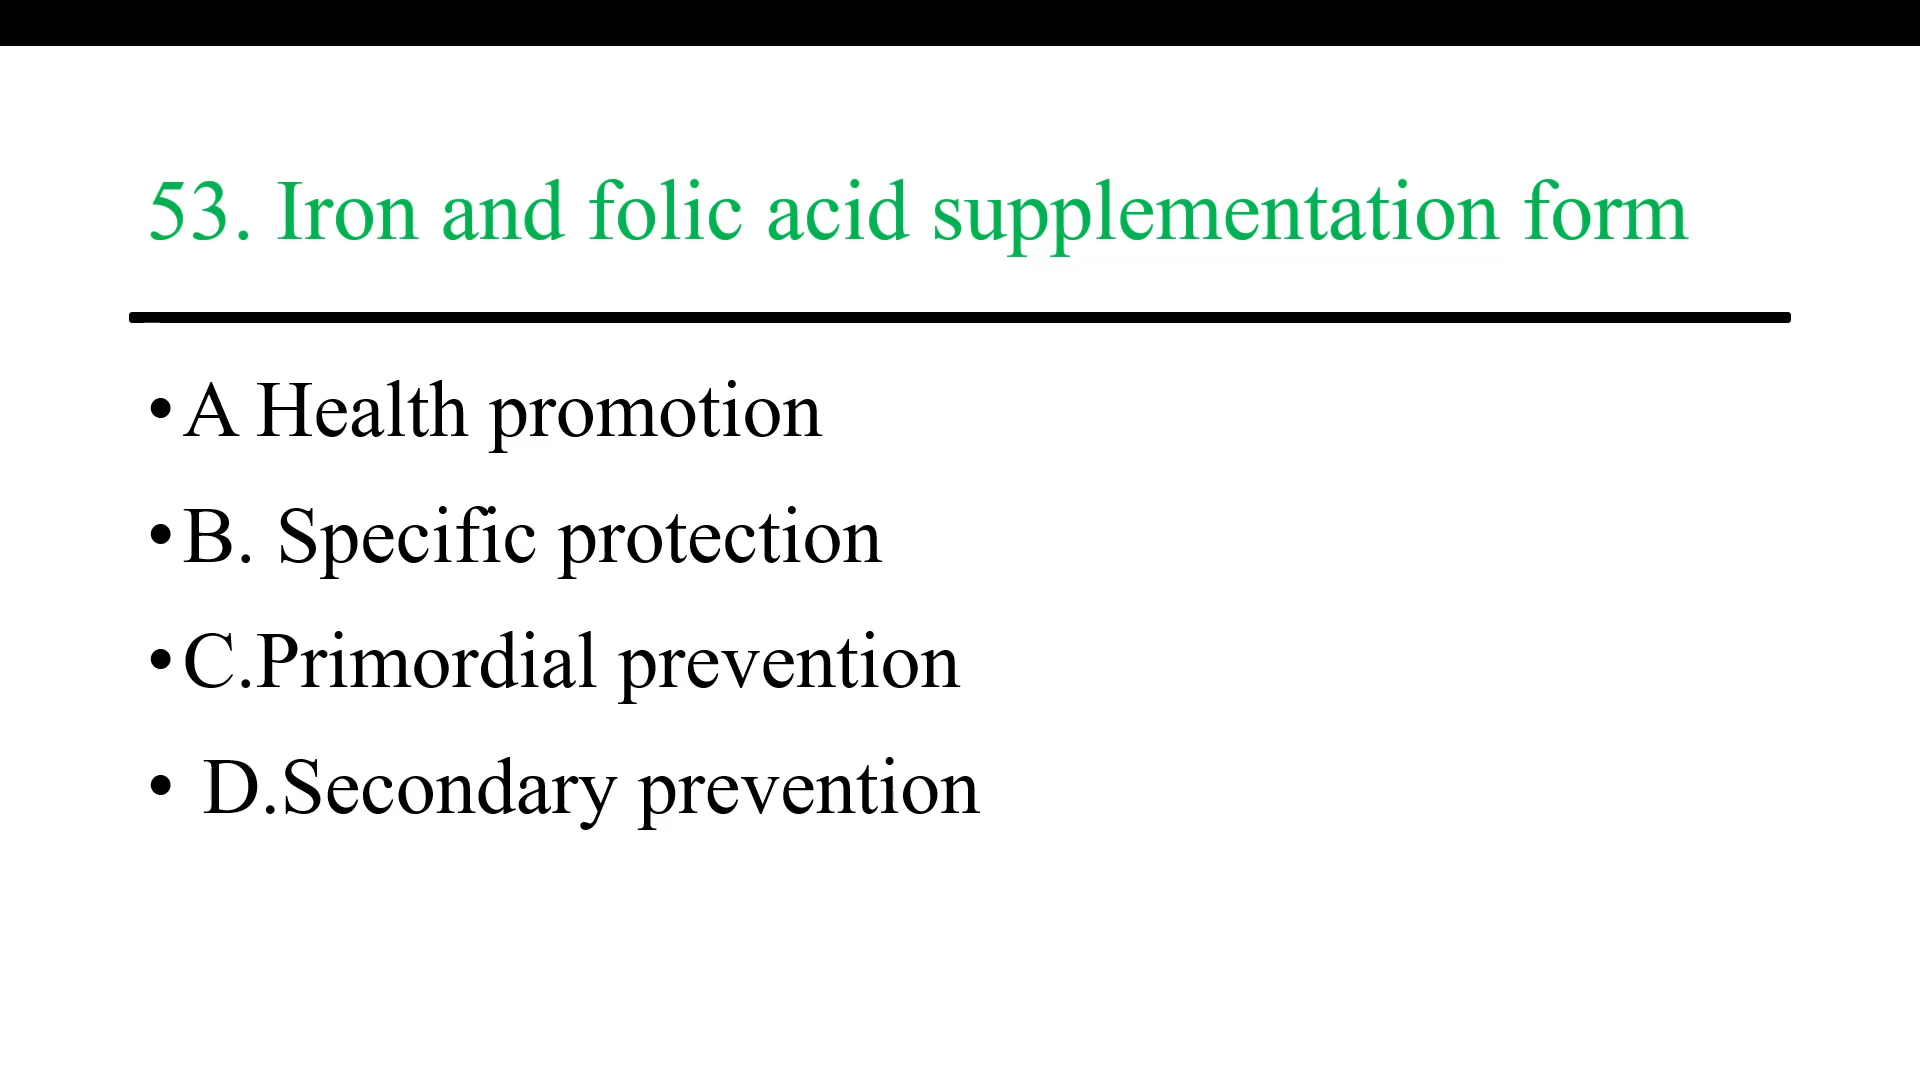 53. Iron and folic acid supplementation form
• A Health promotion
• B. Specific protection
• C.Primordial prevention
• D.Secondary prevention